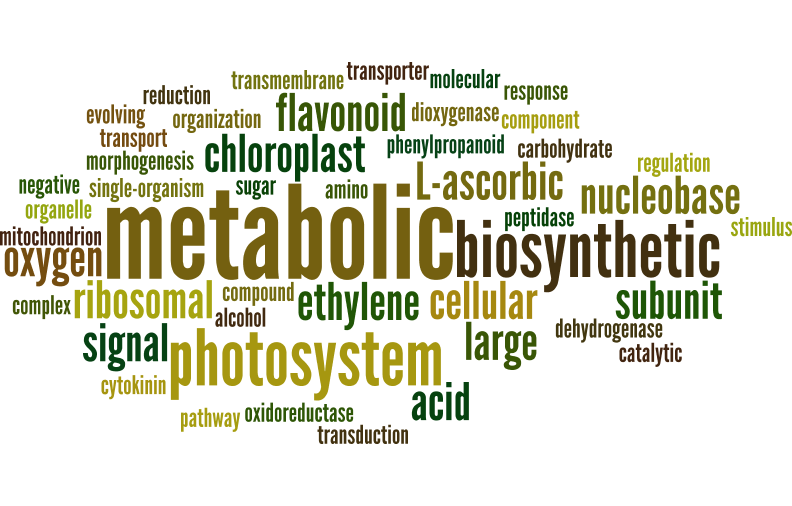 transporter
transmembrane
molecular
reduction
response
evolving
organization
flavonoid
dioxygenase
component
transport
morphogenesis
chloroplast
phenylpropanoid
carbohydrate
regulation
negative
single-organism
sugar
amino
L-ascorbic
nucleobase
organelle
metabolic
peptidase
stimulus
mitochondrion
oxygen
biosynthetic
complex
ribosomal
compound
alcohol
ethylene
cellular
subunit
signal
photosystem
large
dehydrogenase
catalytic
cytokinin
acid
pathway
oxidoreductase
transduction